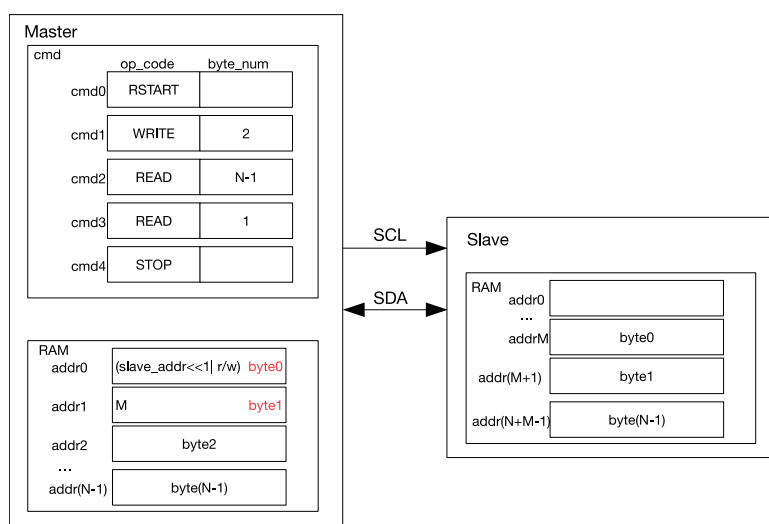 Master
cmd
op_code byte_num
cmd0 RSTART
cmd1 WRITE 2
cmd2 READ N-1
cmd3 READ 1
cmd4 STOP
RAM
addr0 (slave_addr<<1| r/w) byte0
addr1 M byte1
addr2 byte2
...
addr(N-1) byte(N-1)
SCL
SDA
Slave
RAM
addr0
...
addrM byte0
addr(M+1) byte1
addr(N+M-1) byte(N-1)